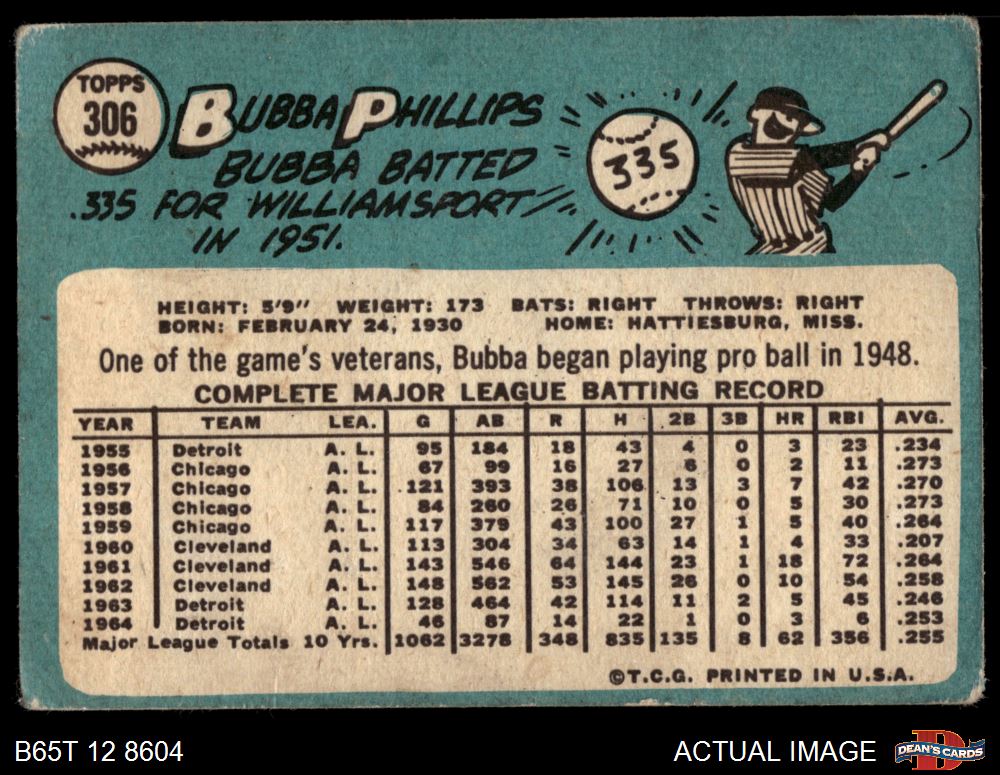 TOPPS
306
BUBBA PHILLIPS
BUBBA BATTED
.335 FOR WILLIAMSPORT
IN 1951.
335
HEIGHT: 5'9" WEIGHT: 173 BATS: RIGHT THROWS: RIGHT
BORN: FEBRUARY 24, 1930 HOME: HATTIESBURG, MISS.
One of the game's veterans, Bubba began playing pro ball in 1948.
COMPLETE MAJOR LEAGUE BATTING RECORD
YEAR TEAM LEA. G AB R H 2B 3B HR RBI AVG.
1955 Detroit A. L. 95 184 18 43 4 0 3 23 .234
1956 Chicago A. L. 67 99 16 27 6 0 2 11 .273
1957 Chicago A. L. 121 393 38 106 13 3 7 42 .270
1958 Chicago A. L. 84 260 26 71 10 0 5 30 .273
1959 Chicago A. L. 117 379 43 100 27 1 5 40 .264
1960 Cleveland A. L. 113 304 34 63 14 1 4 33 .207
1961 Cleveland A. L. 143 546 64 144 23 1 18 72 .264
1962 Cleveland A. L. 148 562 53 145 26 0 10 54 .258
1963 Detroit A. L. 128 464 42 114 11 2 5 45 .246
1964 Detroit A. L. 46 87 14 22 1 0 3 6 .253
Major League Totals 10 Yrs. 1062 3278 348 835 135 8 62 356 .255
©T.C.G. PRINTED IN U.S.A.
B65T 12 8604
ACTUAL IMAGE
DEAN'S CARDS